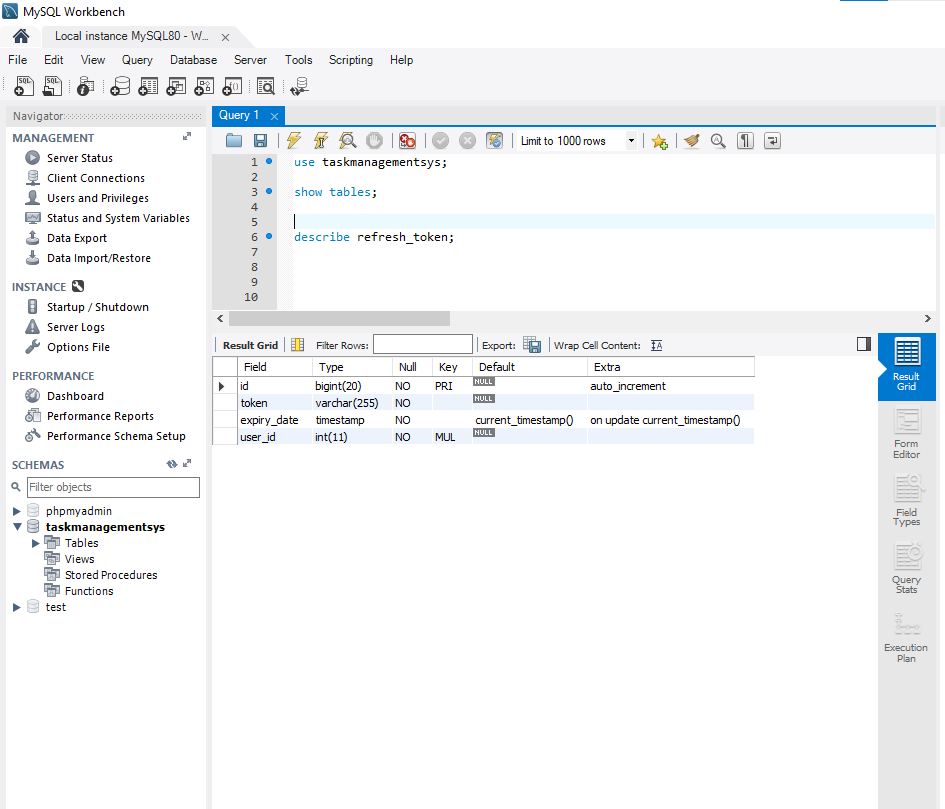 MySQL Workbench
Local instance MySQL80 - W...
File Edit View Query Database Server Tools Scripting Help
Navigator
MANAGEMENT
Server Status
Client Connections
Users and Privileges
Status and System Variables
Data Export
Data Import/Restore
INSTANCE
Startup / Shutdown
Server Logs
Options File
PERFORMANCE
Dashboard
Performance Reports
Performance Schema Setup
SCHEMAS
Filter objects
phpmyadmin
taskmanagementsys
Tables
Views
Stored Procedures
Functions
test
Query 1
Limit to 1000 rows
1 use taskmanagementsys;
2
3 show tables;
4
5
6 describe refresh_token;
7
8
9
10
Result Grid Filter Rows: Export: Wrap Cell Content:
Field Type Null Key Default Extra
id bigint(20) NO PRI NULL auto_increment
token varchar(255) NO NULL
expiry_date timestamp NO current_timestamp() on update current_timestamp()
user_id int(11) NO MUL NULL
Result
Grid
Form
Editor
Field
Types
Query
Stats
Execution
Plan